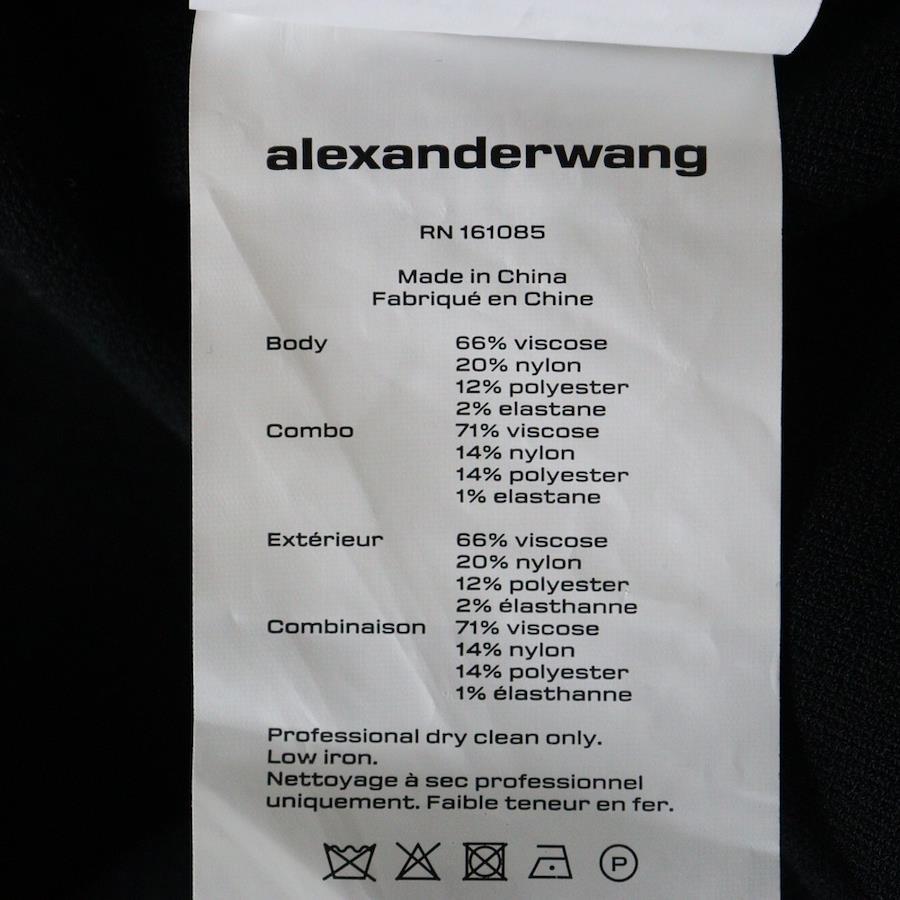 alexanderwang
RN 161085
Made in China
Fabriqué en Chine
Body 66% viscose
20% nylon
12% polyester
2% elastane
Combo 71% viscose
14% nylon
14% polyester
1% elastane
Extérieur 66% viscose
20% nylon
12% polyester
2% élasthanne
Combinaison 71% viscose
14% nylon
14% polyester
1% élasthanne
Professional dry clean only.
Low iron.
Nettoyage à sec professionnel
uniquement. Faible teneur en fer.
P